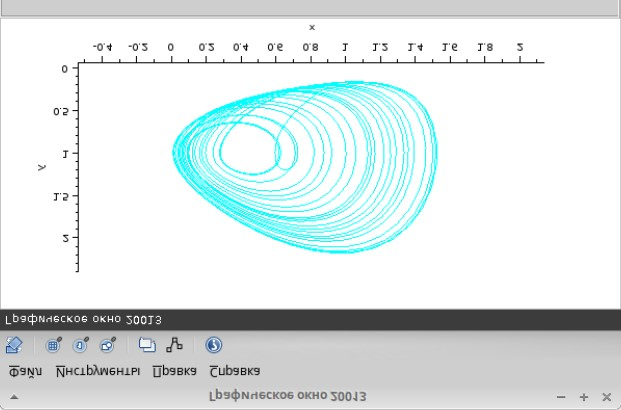 Графическое окно 20013
Файл Инструменты Правка Справка
Графическое окно 20013
2
1.5
y
1
0.5
0
-0.4 -0.2 0 0.2 0.4 0.6 0.8 1 1.2 1.4 1.6 1.8 2
x